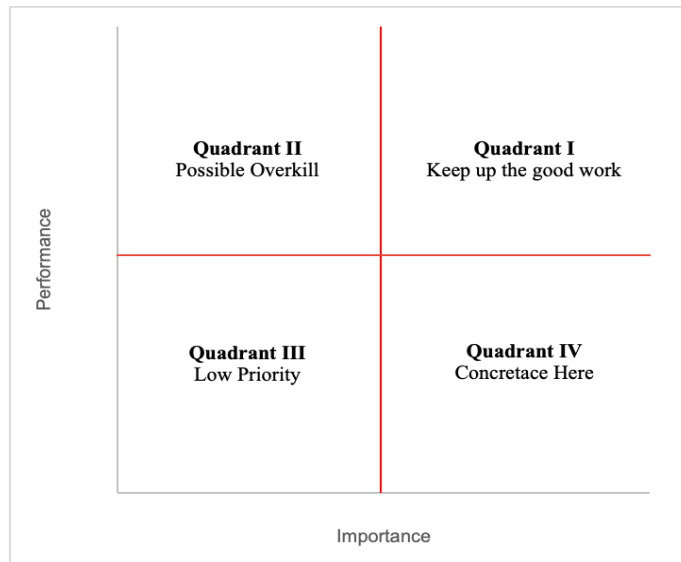 Quadrant II
Possible Overkill
Quadrant I
Keep up the good work
Performance
Quadrant III
Low Priority
Quadrant IV
Concretace Here
Importance